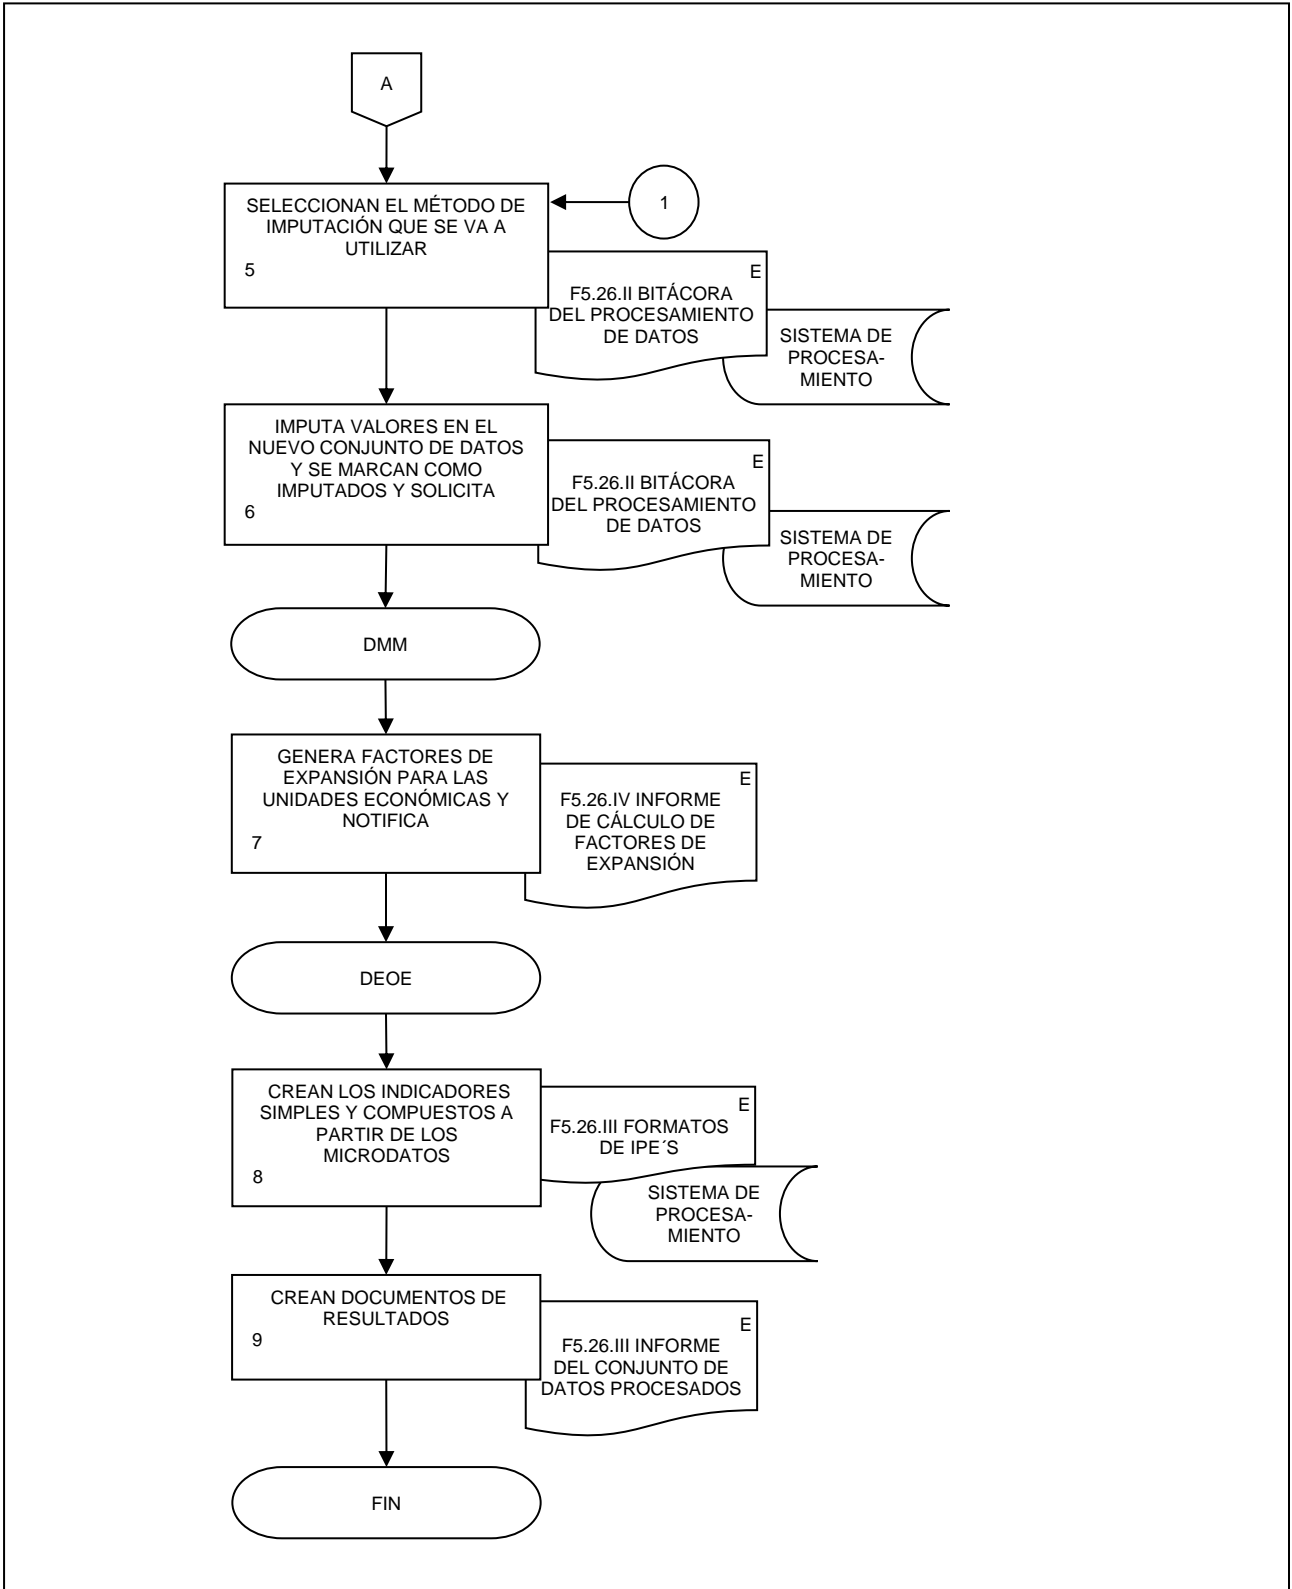 A
1
SELECCIONAN EL MÉTODO DE
IMPUTACIÓN QUE SE VA A
UTILIZAR
5
E
F5.26.II BITÁCORA
DEL PROCESAMIENTO
DE DATOS
SISTEMA DE
PROCESA-
MIENTO
IMPUTA VALORES EN EL
NUEVO CONJUNTO DE DATOS
Y SE MARCAN COMO
IMPUTADOS Y SOLICITA
6
E
F5.26.II BITÁCORA
DEL PROCESAMIENTO
DE DATOS
SISTEMA DE
PROCESA-
MIENTO
DMM
GENERA FACTORES DE
EXPANSIÓN PARA LAS
UNIDADES ECONÓMICAS Y
NOTIFICA
7
E
F5.26.IV INFORME
DE CÁLCULO DE
FACTORES DE
EXPANSIÓN
DEOE
CREAN LOS INDICADORES
SIMPLES Y COMPUESTOS A
PARTIR DE LOS
MICRODATOS
8
E
F5.26.III FORMATOS
DE IPE´S
SISTEMA DE
PROCESA-
MIENTO
CREAN DOCUMENTOS DE
RESULTADOS
9
E
F5.26.III INFORME
DEL CONJUNTO DE
DATOS PROCESADOS
FIN